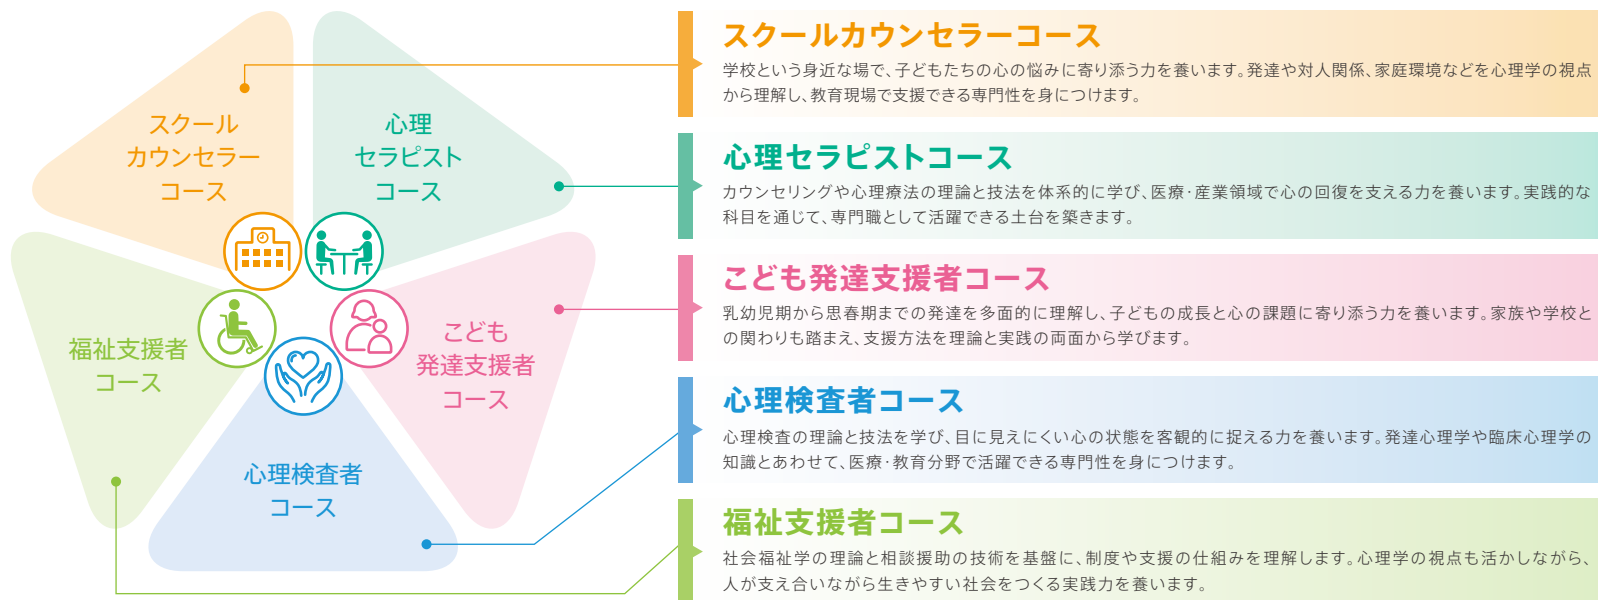 スクール
カウンセラー
コース
心理
セラピスト
コース
こども
発達支援者
コース
心理検査者
コース
福祉支援者
コース
スクールカウンセラーコース
学校という身近な場で、子どもたちの心の悩みに寄り添う力を養います。発達や対人関係、家庭環境などを心理学の視点
から理解し、教育現場で支援できる専門性を身につけます。
心理セラピストコース
カウンセリングや心理療法の理論と技法を体系的に学び、医療・産業領域で心の回復を支える力を養います。実践的な
科目を通じて、専門職として活躍できる土台を築きます。
こども発達支援者コース
乳幼児期から思春期までの発達を多面的に理解し、子どもの成長と心の課題に寄り添う力を養います。家族や学校と
の関わりも踏まえ、支援方法を理論と実践の両面から学びます。
心理検査者コース
心理検査の理論と技法を学び、目に見えにくい心の状態を客観的に捉える力を養います。発達心理学や臨床心理学の
知識とあわせて、医療・教育分野で活躍できる専門性を身につけます。
福祉支援者コース
社会福祉学の理論と相談援助の技術を基盤に、制度や支援の仕組みを理解します。心理学の視点も活かしながら、
人が支え合いながら生きやすい社会をつくる実践力を養います。